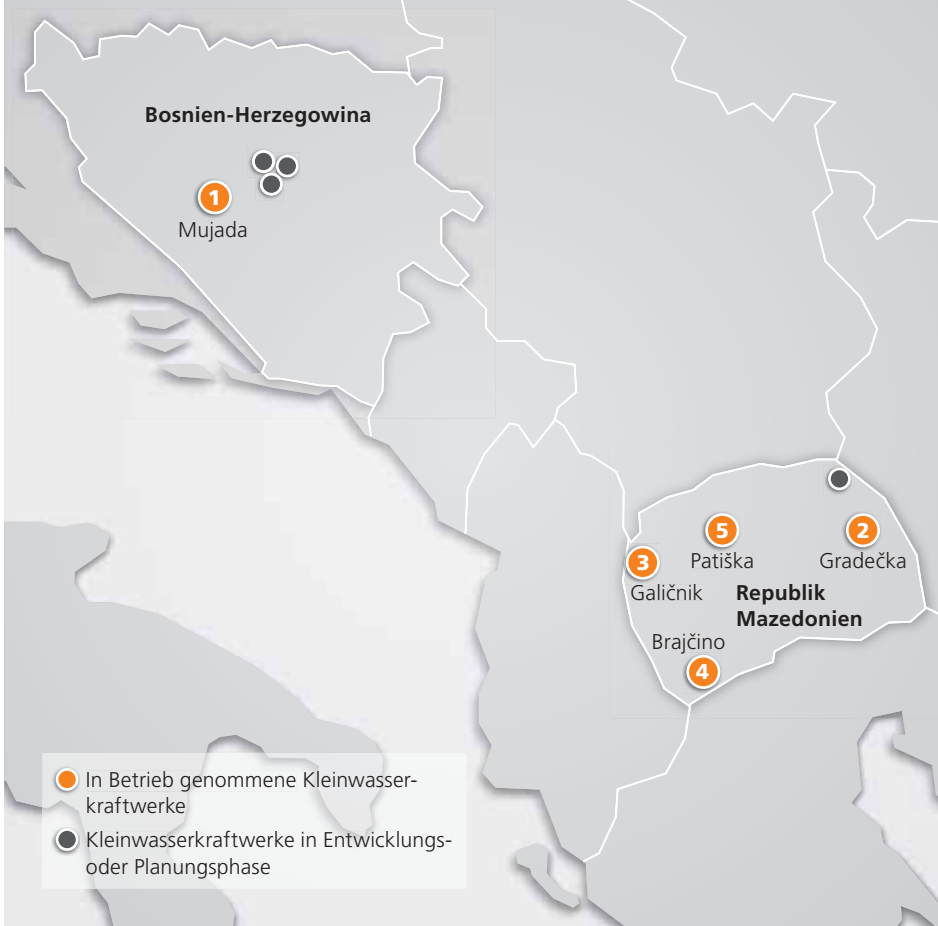 Bosnien-Herzegowina
1
Mujada
5
2
Patiška
Gradečka
3
Galičnik
Republik
Mazedonien
Brajčino
4
In Betrieb genommene Kleinwasser-
kraftwerke
Kleinwasserkraftwerke in Entwicklungs-
oder Planungsphase